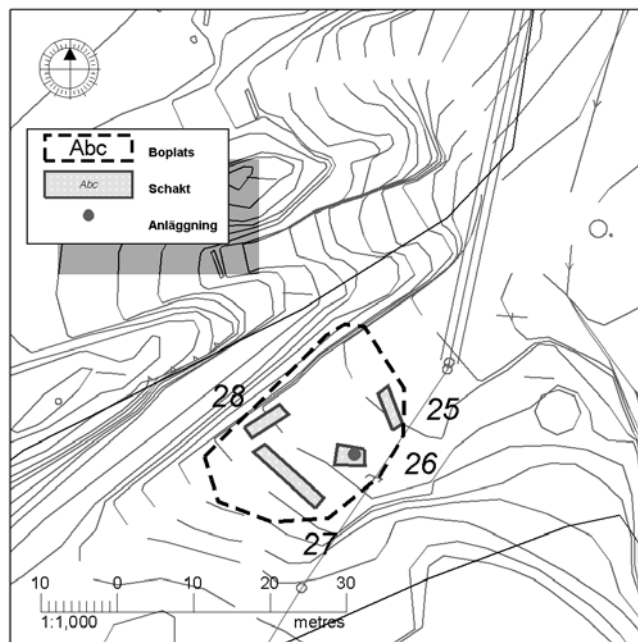 Abc Boplats
Abc Schakt
Anläggning
28
25
26
27
10 0 10 20 30
1:1,000 metres